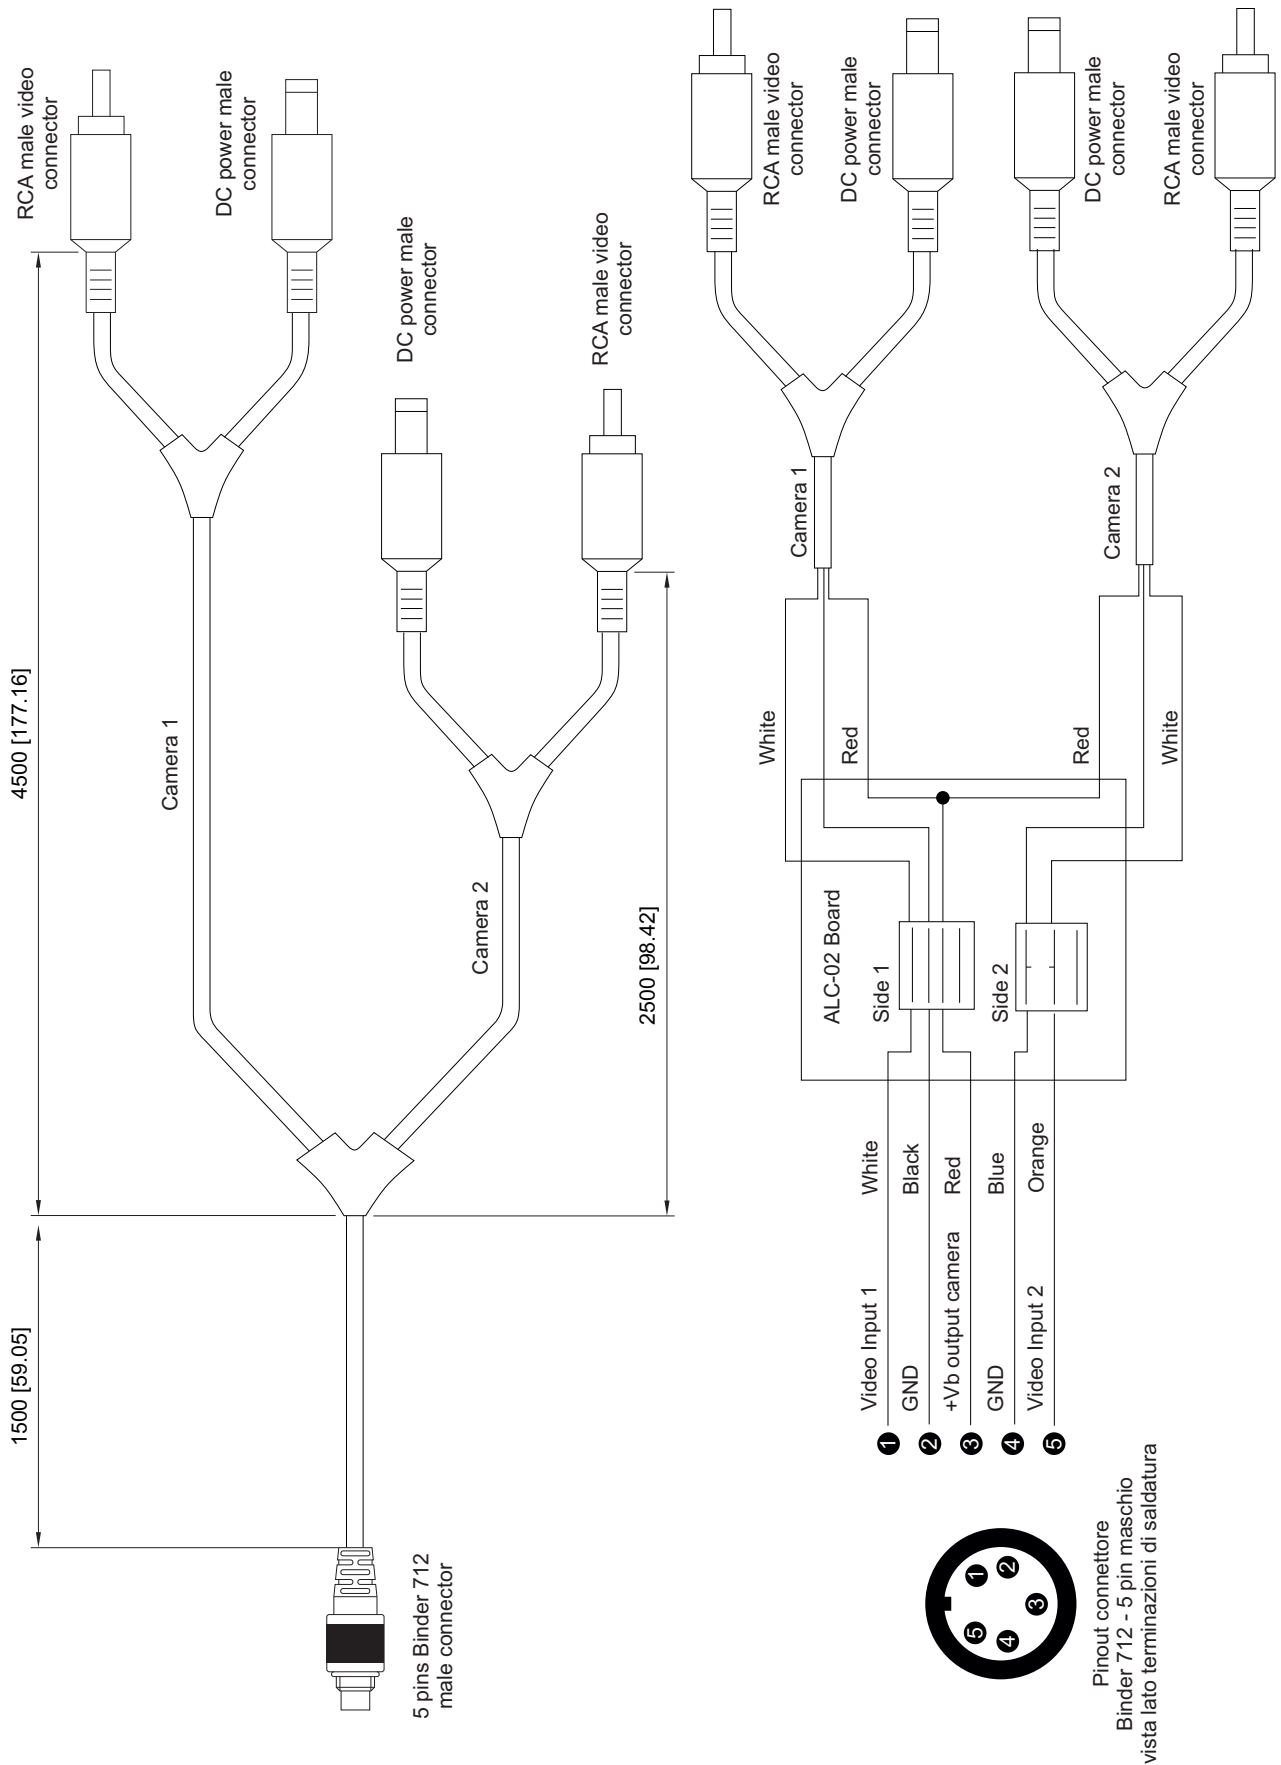 1500 [59.05]
4500 [177.16]
RCA male video
connector
DC power male
connector
Camera 1
DC power male
connector
RCA male video
connector
Camera 2
2500 [98.42]
5 pins Binder 712
male connector
RCA male video
connector
DC power male
connector
DC power male
connector
RCA male video
connector
Camera 1
Camera 2
White
Red
Red
White
ALC-02 Board
Side 1
Side 2
1 Video Input 1 White
2 GND Black
3 +Vb output camera Red
4 GND Blue
5 Video Input 2 Orange
1
2
3
4
5
Pinout connettore
Binder 712 - 5 pin maschio
vista lato terminazioni di saldatura